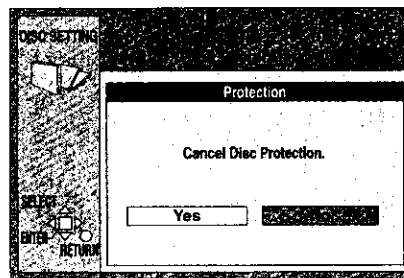 DISC SETTING
Protection
Cancel Disc Protection.
Yes
SELECT
ENTER
RETURN